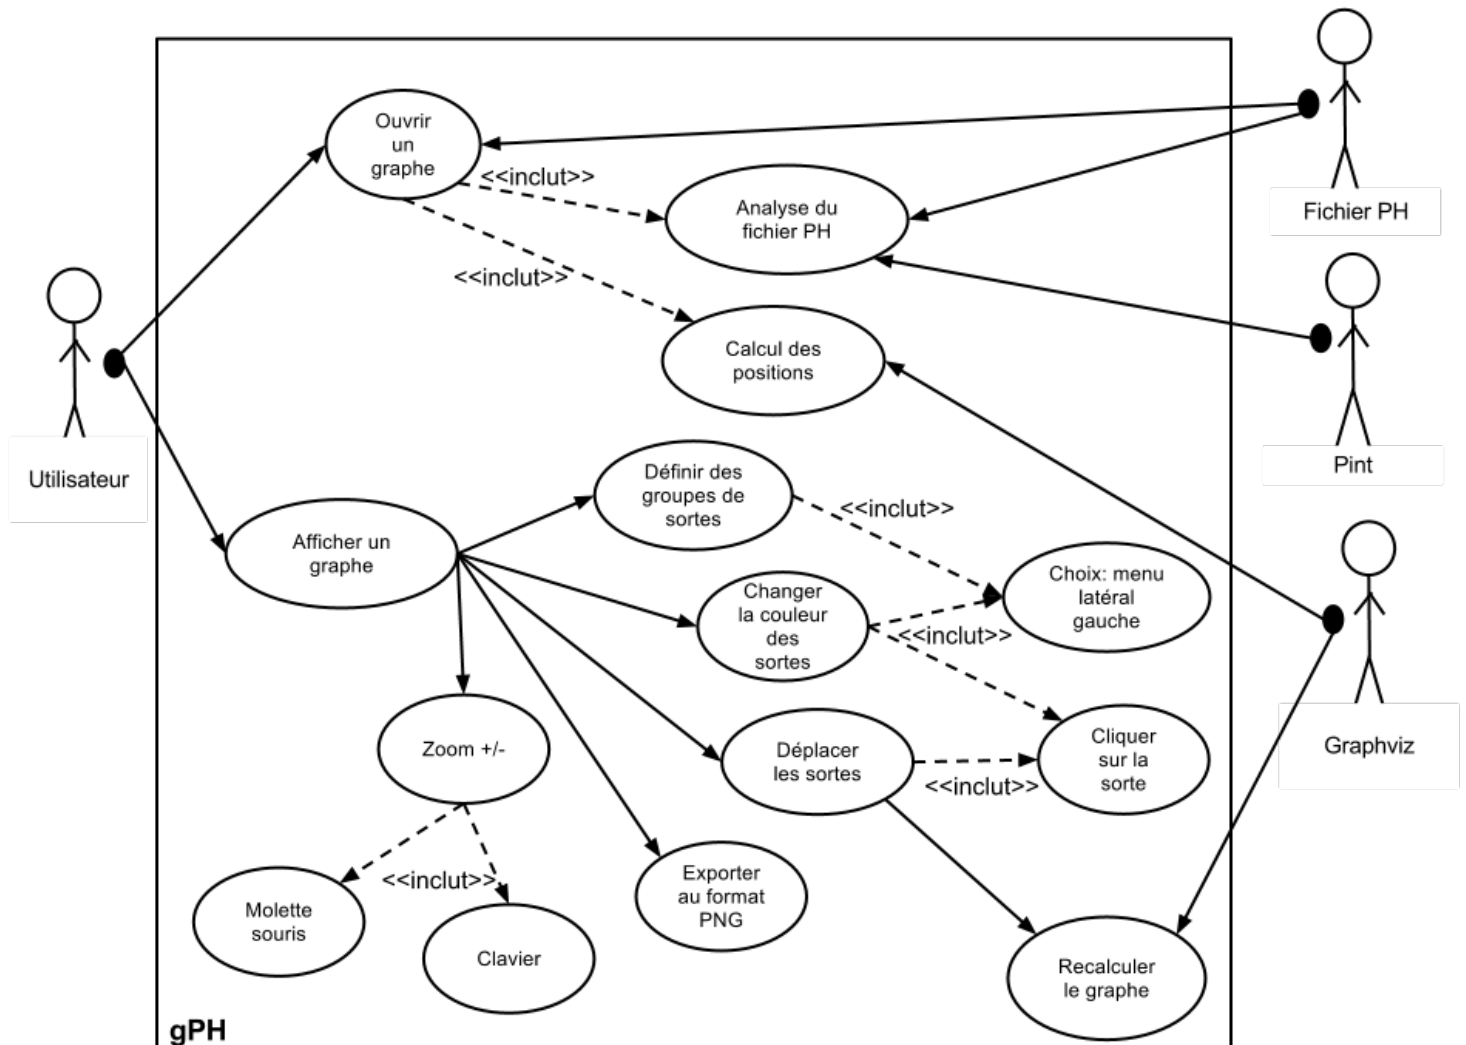 Ouvrir
un
graphe
<<inclut>>
Analyse du
fichier PH
Fichier PH
<<inclut>>
Calcul des
positions
Utilisateur
Pint
Définir des
groupes de
sortes
<<inclut>>
Afficher un
graphe
Changer
la couleur
des
sortes
Choix: menu
latéral
gauche
<<inclut>>
Zoom +/-
Déplacer
les sortes
<<inclut>>
Cliquer
sur la
sorte
Graphviz
<<inclut>>
Molette
souris
Clavier
Exporter
au format
PNG
Recalculer
le graphe
gPH